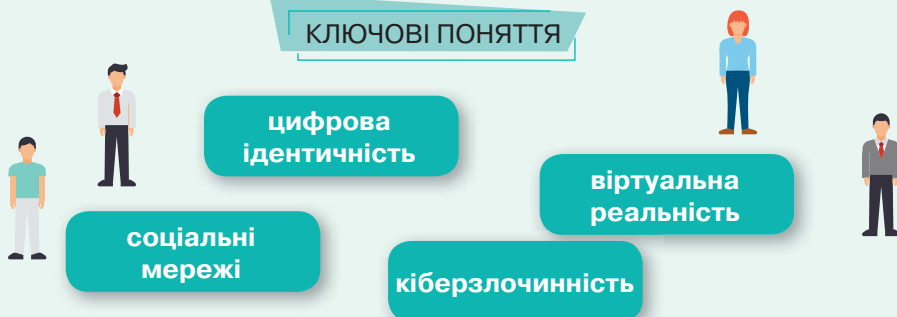 КЛЮЧОВІ ПОНЯТТЯ
цифрова
ідентичність
віртуальна
реальність
соціальні
мережі
кіберзлочинність